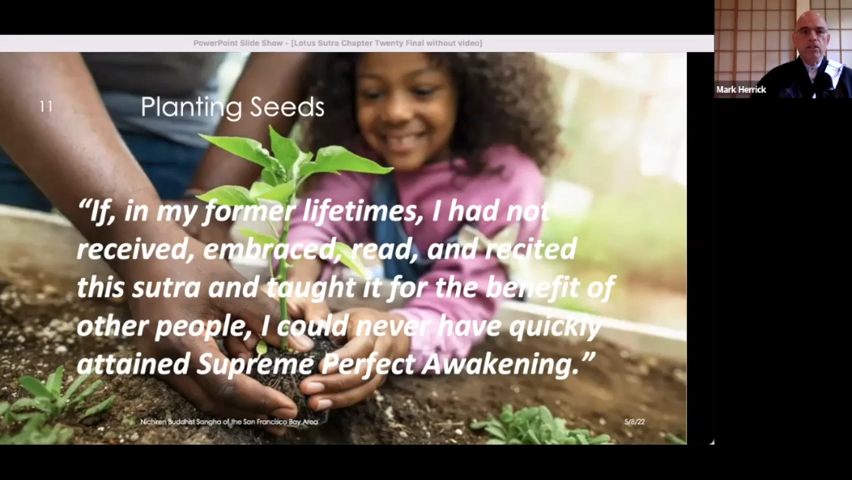 PowerPoint Slide Show - [Lotus Sutra Chapter Twenty Final without video]
Mark Herrick
11
Planting Seeds
“If, in my former lifetimes, I had not
received, embraced, read, and recited
this sutra and taught it for the benefit of
other people, I could never have quickly
attained Supreme Perfect Awakening.”
Nichiren Buddhist Sangha of the San Francisco Bay Area
5/8/22